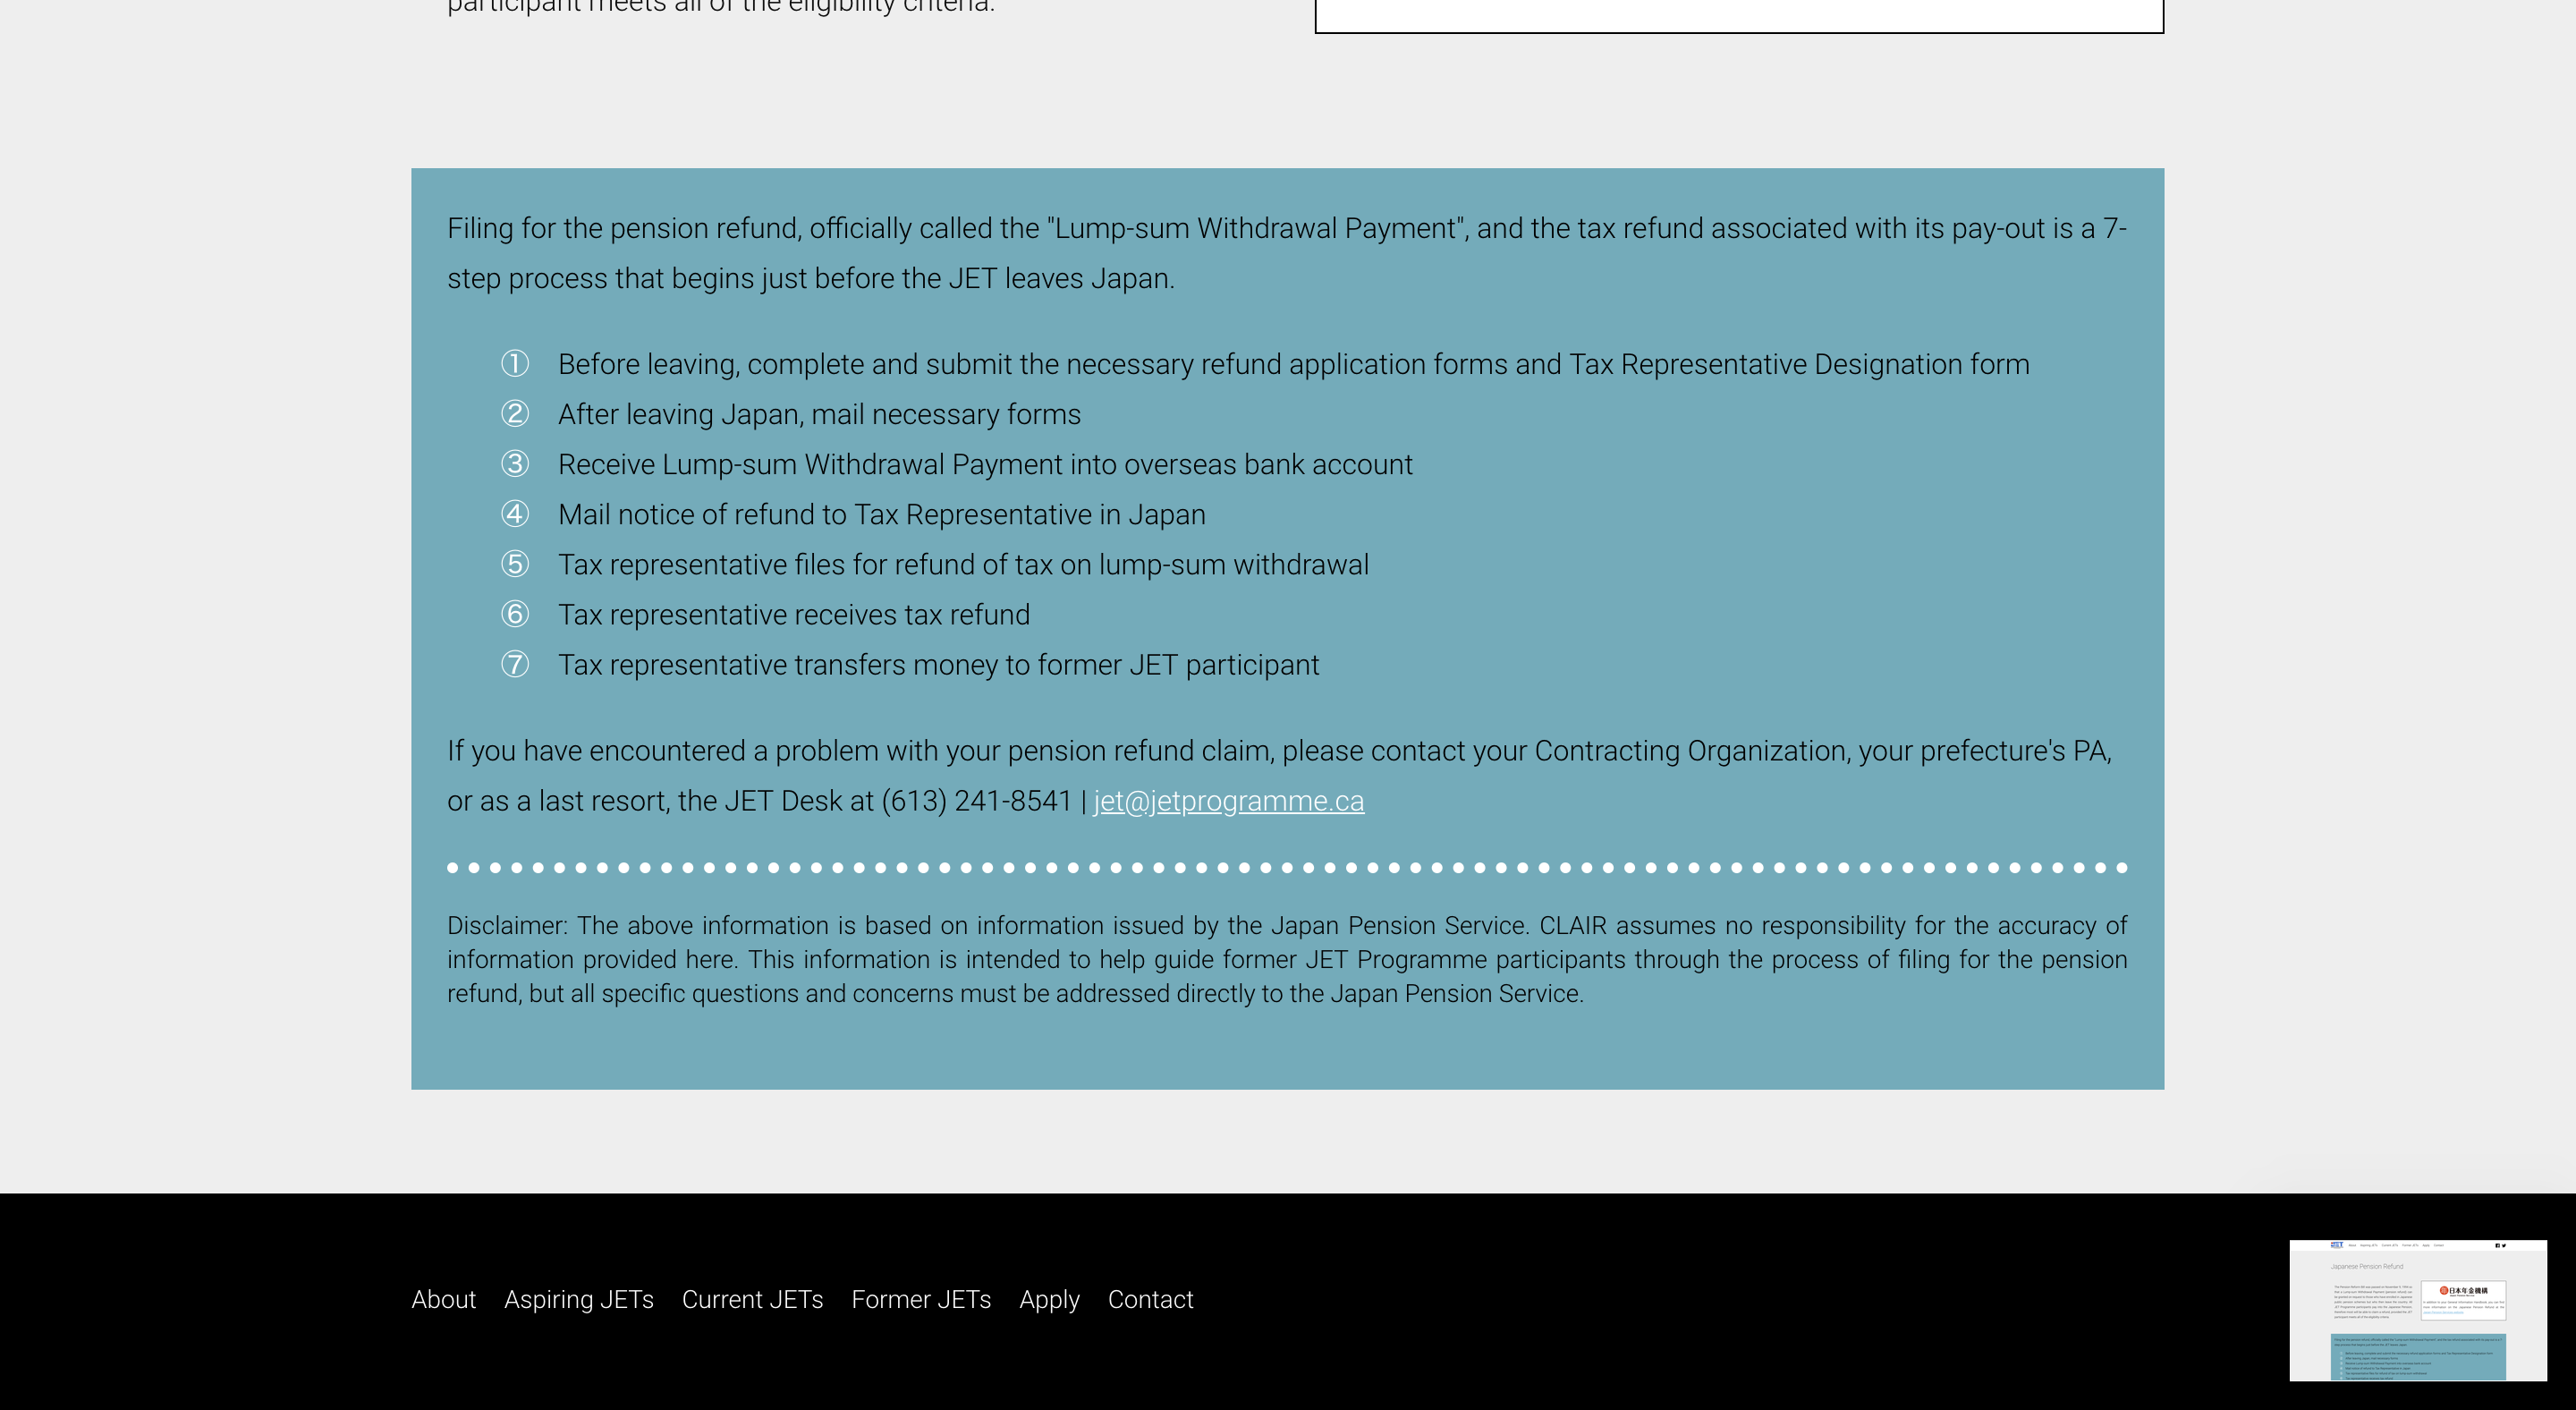 participant meets all of the eligibility criteria.
Filing for the pension refund, officially called the "Lump-sum Withdrawal Payment", and the tax refund associated with its pay-out is a 7-
step process that begins just before the JET leaves Japan.
① Before leaving, complete and submit the necessary refund application forms and Tax Representative Designation form
② After leaving Japan, mail necessary forms
③ Receive Lump-sum Withdrawal Payment into overseas bank account
④ Mail notice of refund to Tax Representative in Japan
⑤ Tax representative files for refund of tax on lump-sum withdrawal
⑥ Tax representative receives tax refund
⑦ Tax representative transfers money to former JET participant
If you have encountered a problem with your pension refund claim, please contact your Contracting Organization, your prefecture's PA,
or as a last resort, the JET Desk at (613) 241-8541 | jet@jetprogramme.ca
Disclaimer: The above information is based on information issued by the Japan Pension Service. CLAIR assumes no responsibility for the accuracy of
information provided here. This information is intended to help guide former JET Programme participants through the process of filing for the pension
refund, but all specific questions and concerns must be addressed directly to the Japan Pension Service.
About Aspiring JETs Current JETs Former JETs Apply Contact
Japanese Pension Refund
日本年金機構